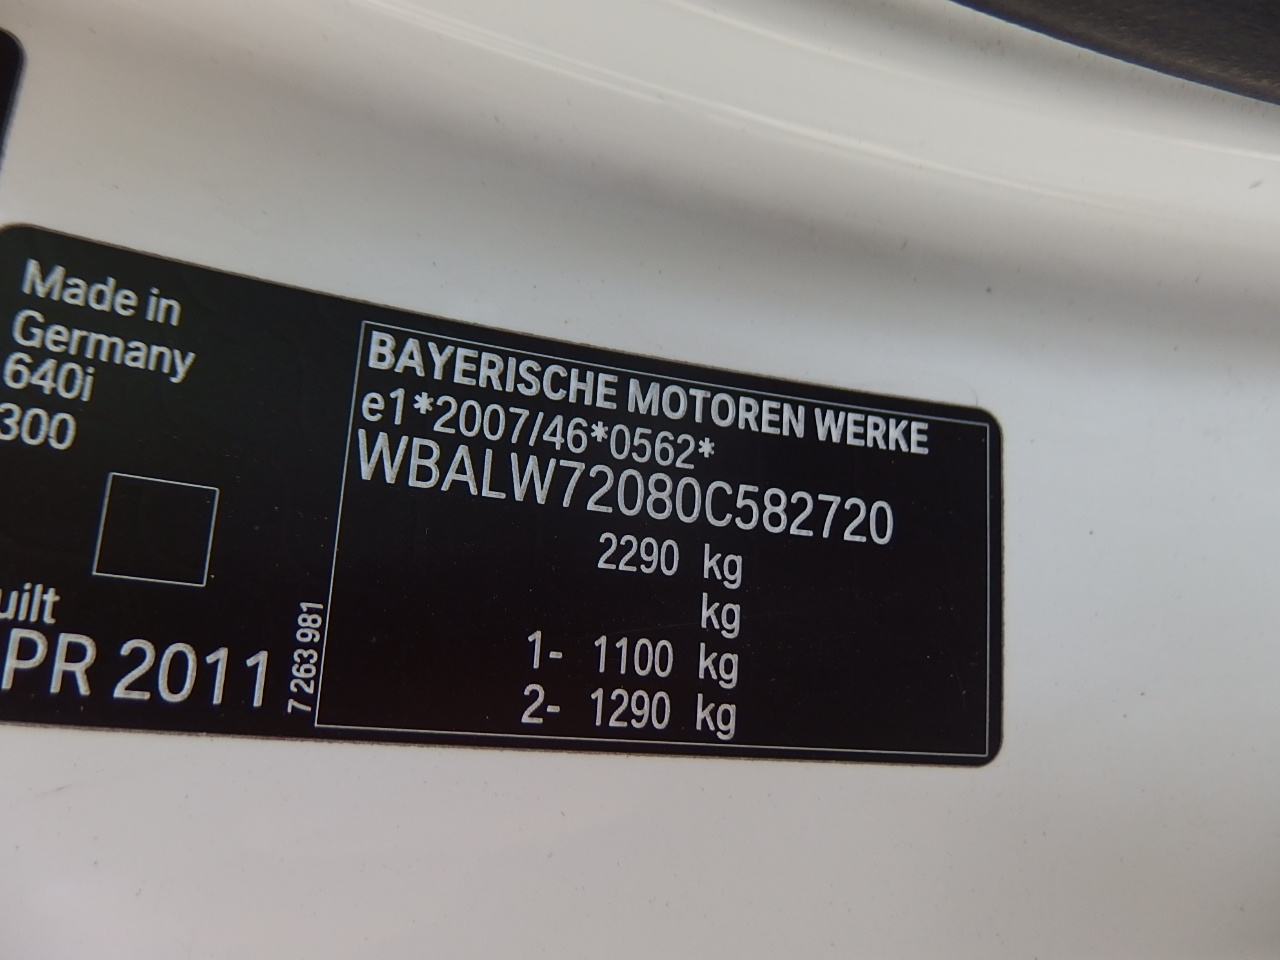 Made in
Germany
640i
300
uilt
PR 2011
7 263 981
BAYERISCHE MOTOREN WERKE
e1*2007/46*0562*
WBALW72080C582720
2290 kg
kg
1- 1100 kg
2- 1290 kg